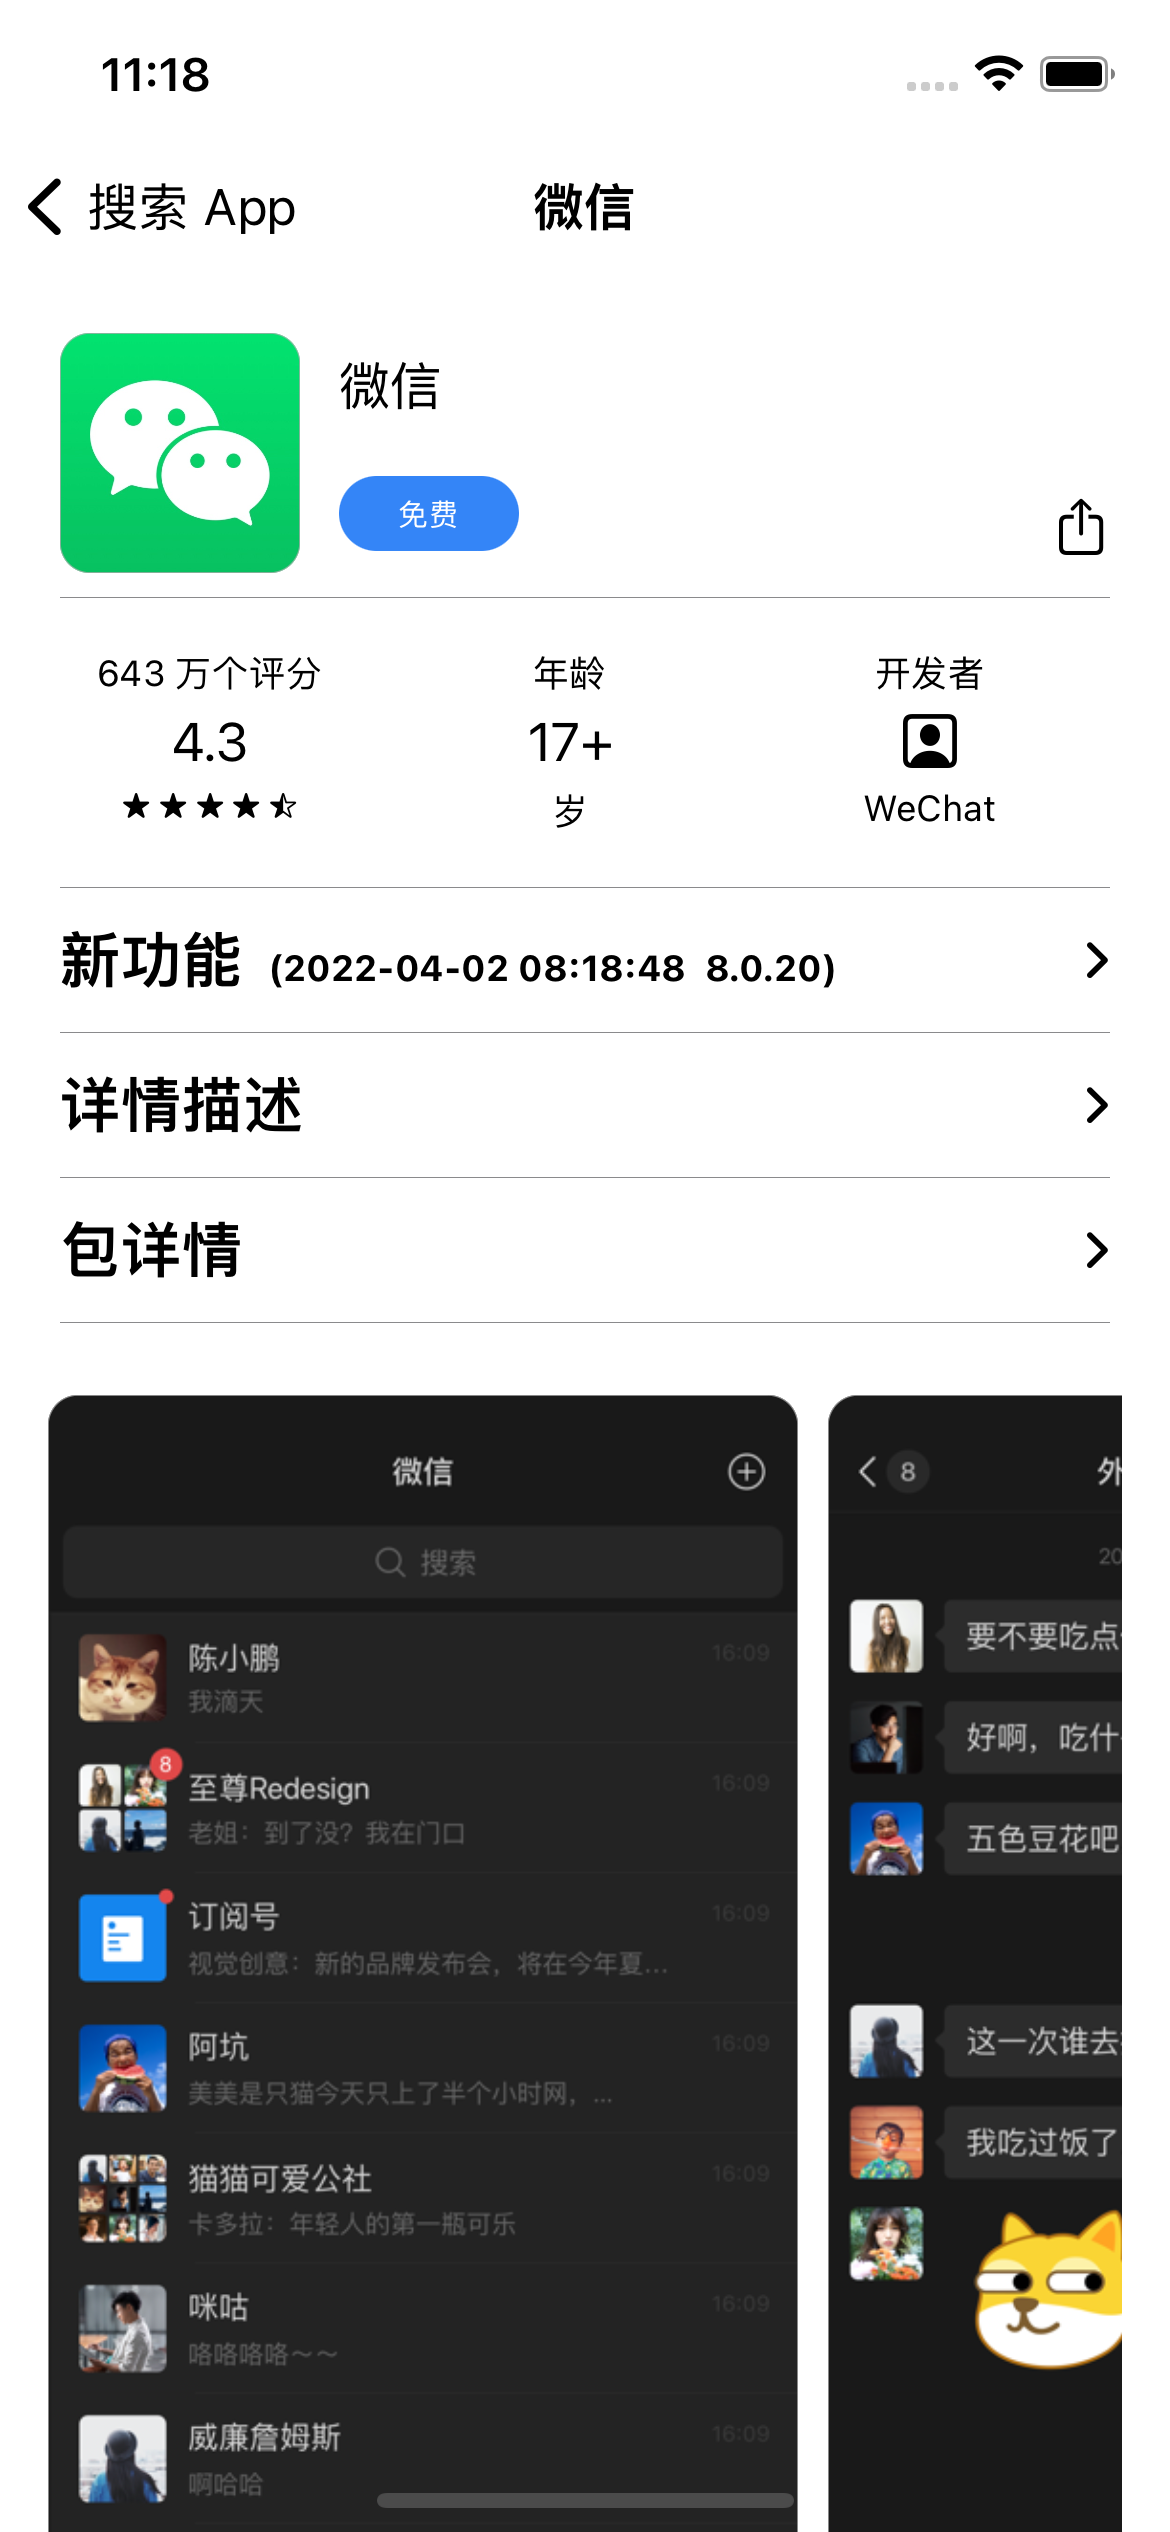 11:18
搜索 App
微信
微信
免费
643 万个评分
年龄
开发者
4.3
17+
岁
WeChat
新功能 (2022-04-02 08:18:48 8.0.20)
详情描述
包详情
微信
搜索
陈小鹏
16:09
我滴天
8
至尊Redesign
16:09
老姐：到了没？我在门口
订阅号
16:09
视觉创意：新的品牌发布会，将在今年夏...
阿坑
16:09
美美是只猫今天只上了半个小时网，...
猫猫可爱公社
16:09
卡多拉：年轻人的第一瓶可乐
咪咕
16:09
咯咯咯咯～～
威廉詹姆斯
16:09
啊哈哈
8
外
20
要不要吃点
好啊，吃什
五色豆花吧
这一次谁去
我吃过饭了